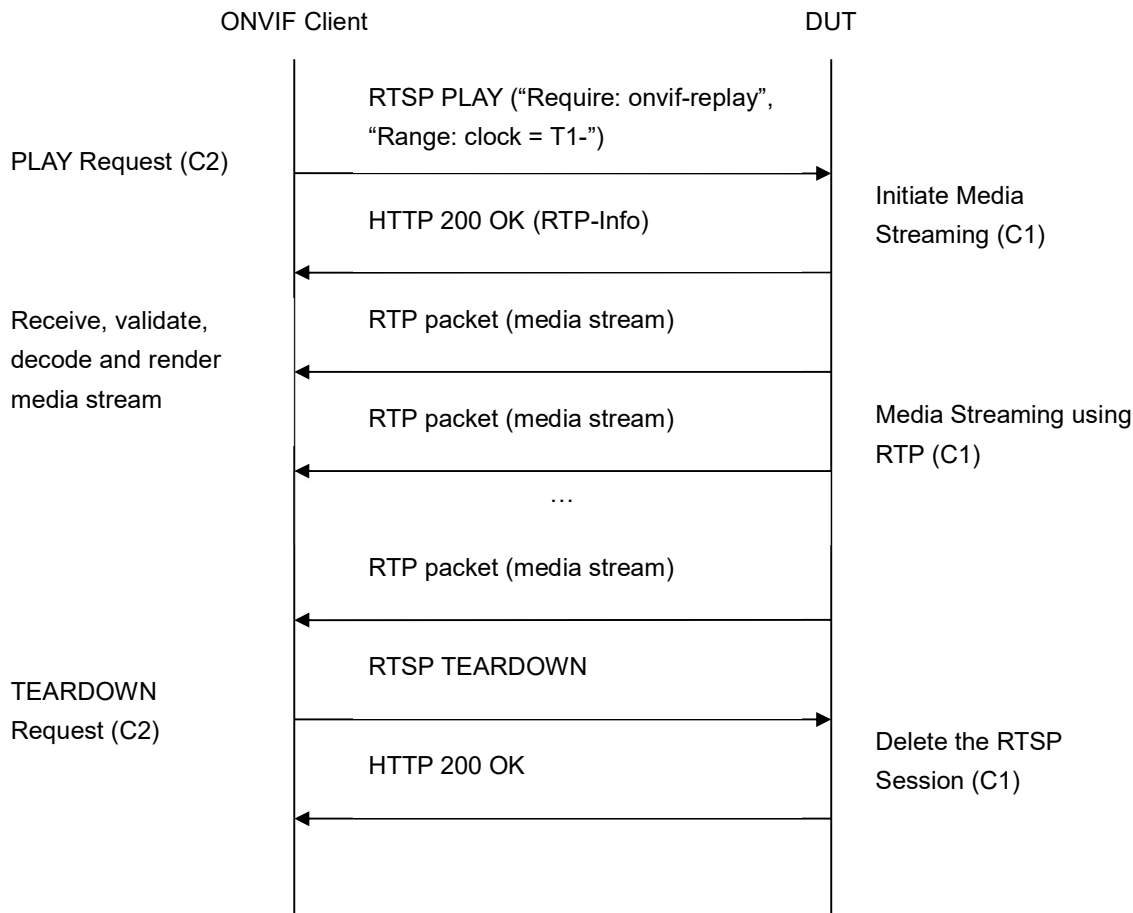 ONVIF Client
DUT
RTSP PLAY (“Require: onvif-replay”,
“Range: clock = T1-”)
PLAY Request (C2)
Initiate Media
Streaming (C1)
HTTP 200 OK (RTP-Info)
Receive, validate,
decode and render
media stream
RTP packet (media stream)
RTP packet (media stream)
Media Streaming using
RTP (C1)
…
RTP packet (media stream)
RTSP TEARDOWN
TEARDOWN
Request (C2)
Delete the RTSP
Session (C1)
HTTP 200 OK